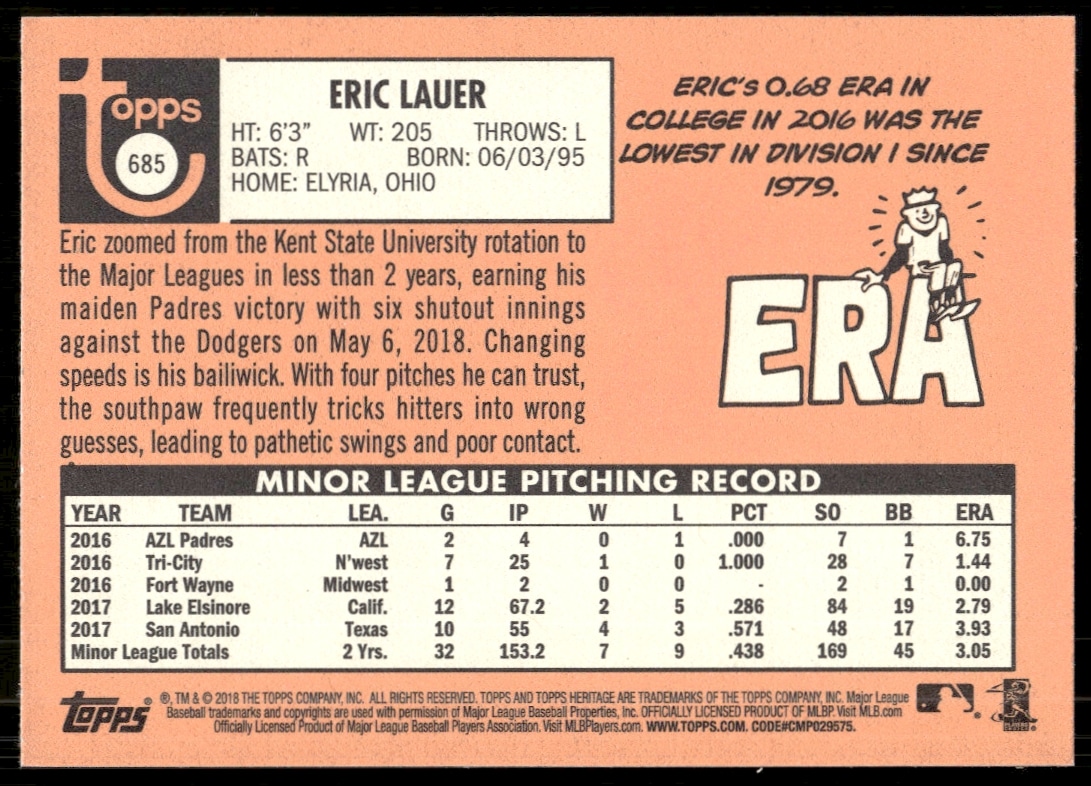 topps
685
ERIC LAUER
HT: 6'3" WT: 205 THROWS: L
BATS: R BORN: 06/03/95
HOME: ELYRIA, OHIO
ERIC'S 0.68 ERA IN
COLLEGE IN 2016 WAS THE
LOWEST IN DIVISION I SINCE
1979.
ERA
Eric zoomed from the Kent State University rotation to
the Major Leagues in less than 2 years, earning his
maiden Padres victory with six shutout innings
against the Dodgers on May 6, 2018. Changing
speeds is his bailiwick. With four pitches he can trust,
the southpaw frequently tricks hitters into wrong
guesses, leading to pathetic swings and poor contact.
MINOR LEAGUE PITCHING RECORD
YEAR TEAM LEA. G IP W L PCT SO BB ERA
2016 AZL Padres AZL 2 4 0 1 .000 7 1 6.75
2016 Tri-City N'west 7 25 1 0 1.000 28 7 1.44
2016 Fort Wayne Midwest 1 2 0 0 - 2 1 0.00
2017 Lake Elsinore Calif. 12 67.2 2 5 .286 84 19 2.79
2017 San Antonio Texas 10 55 4 3 .571 48 17 3.93
Minor League Totals 2 Yrs. 32 153.2 7 9 .438 169 45 3.05
TOPPS
®, TM & © 2018 THE TOPPS COMPANY, INC. ALL RIGHTS RESERVED. TOPPS AND TOPPS HERITAGE ARE TRADEMARKS OF THE TOPPS COMPANY, INC. Major League
Baseball trademarks and copyrights are used with permission of Major League Baseball Properties, Inc. OFFICIALLY LICENSED PRODUCT OF MLBP. Visit MLB.com
Officially Licensed Product of Major League Baseball Players Association. Visit MLBPlayers.com. WWW.TOPPS.COM. CODE#CMP029575.